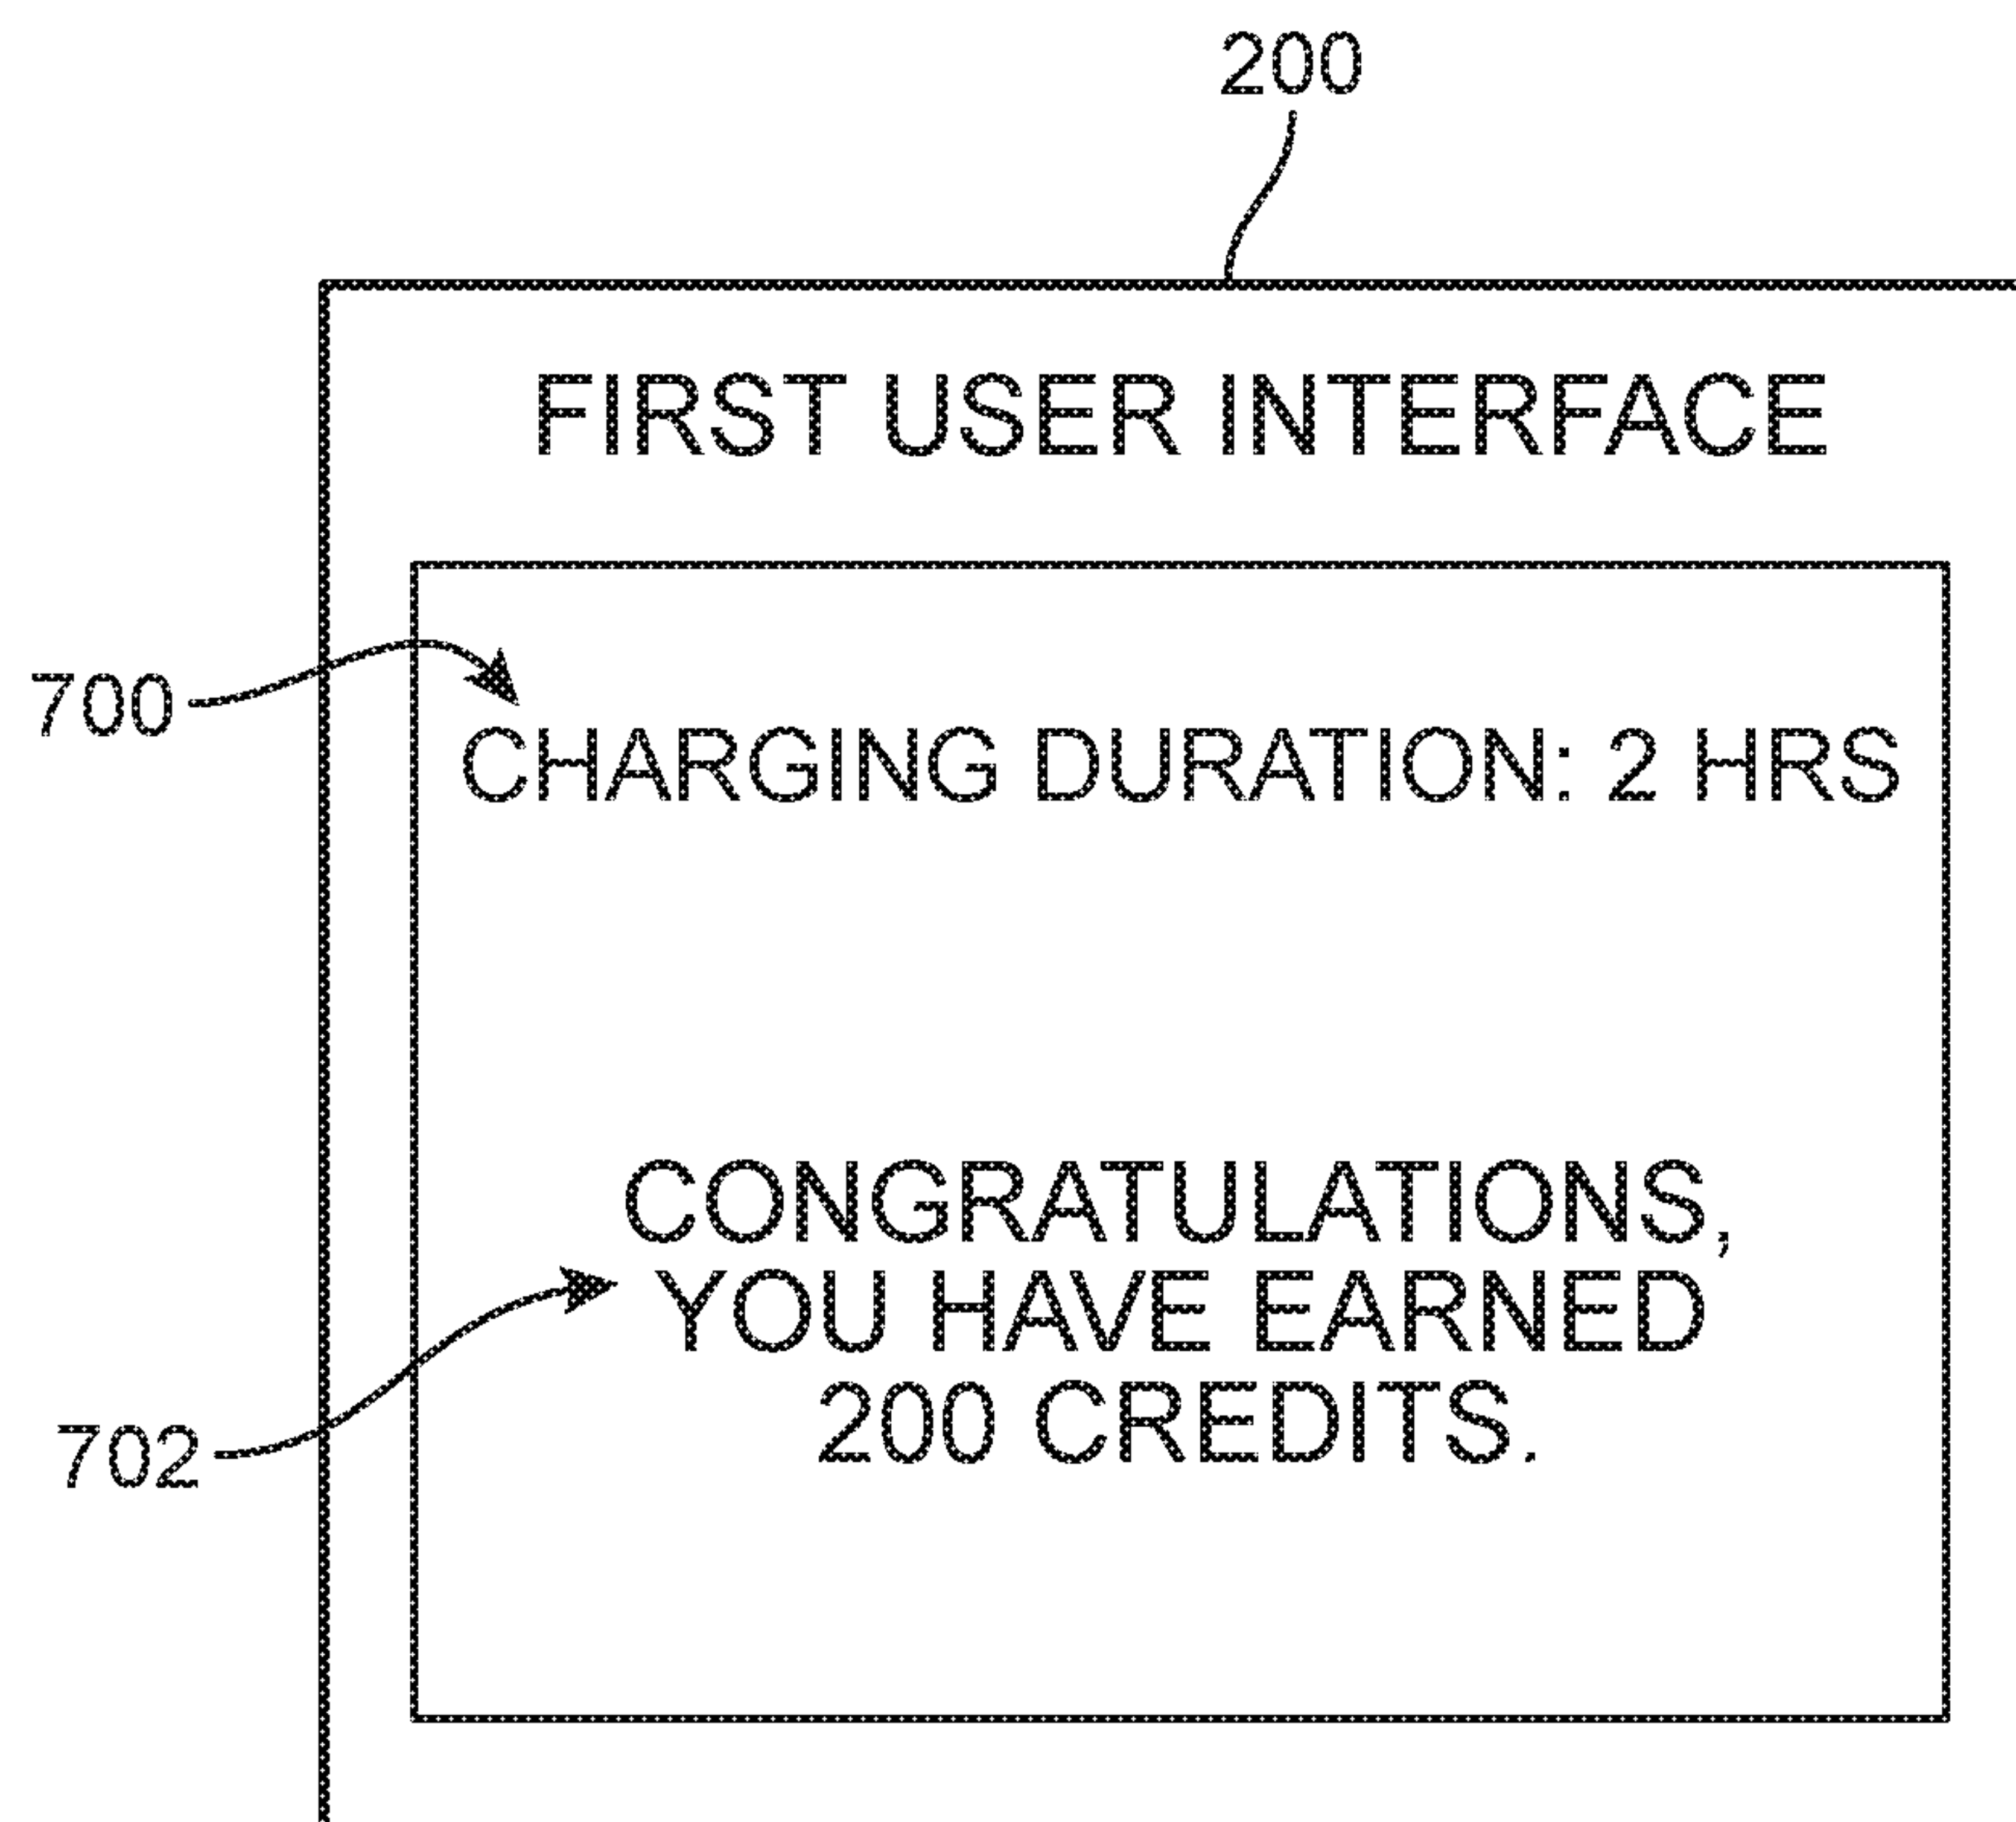 200
FIRST USER INTERFACE
700
CHARGING DURATION: 2 HRS
CONGRATULATIONS,
YOU HAVE EARNED
200 CREDITS.
702